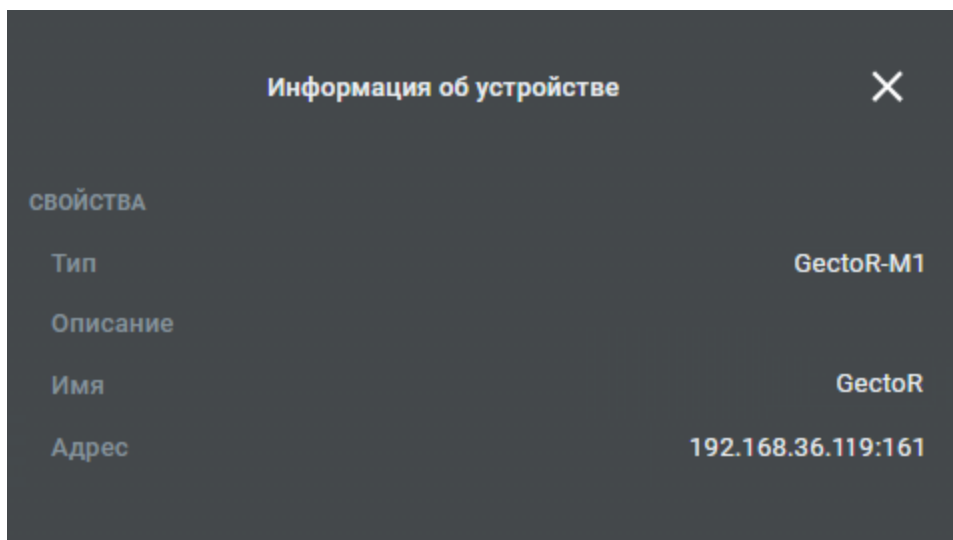 Информация об устройстве
СВОЙСТВА
Тип GectoR-M1
Описание
Имя GectoR
Адрес 192.168.36.119:161